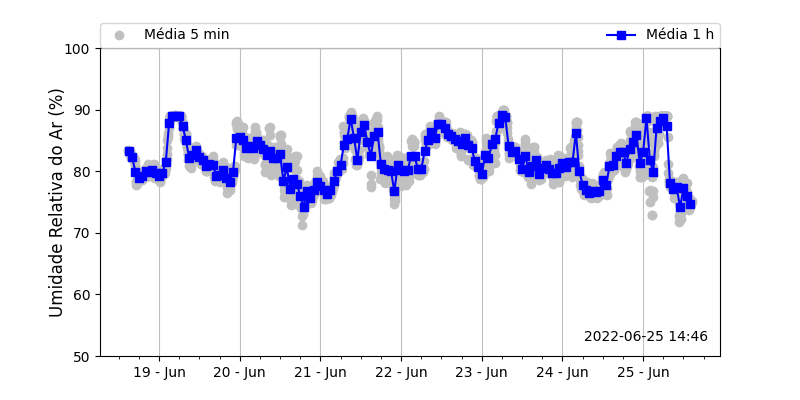 Média 5 min
Média 1 h
Umidade Relativa do Ar (%)
100
90
80
70
60
50
2022-06-25 14:46
19 - Jun
20 - Jun
21 - Jun
22 - Jun
23 - Jun
24 - Jun
25 - Jun